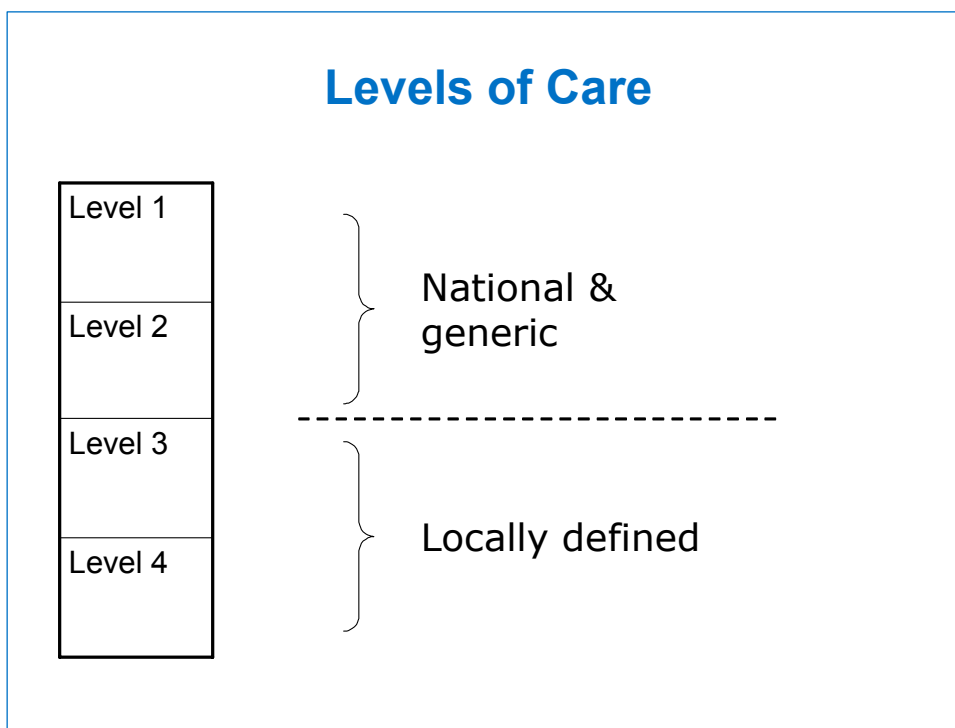 Levels of Care
Level 1
Level 2
National &
generic
Level 3
Level 4
Locally defined